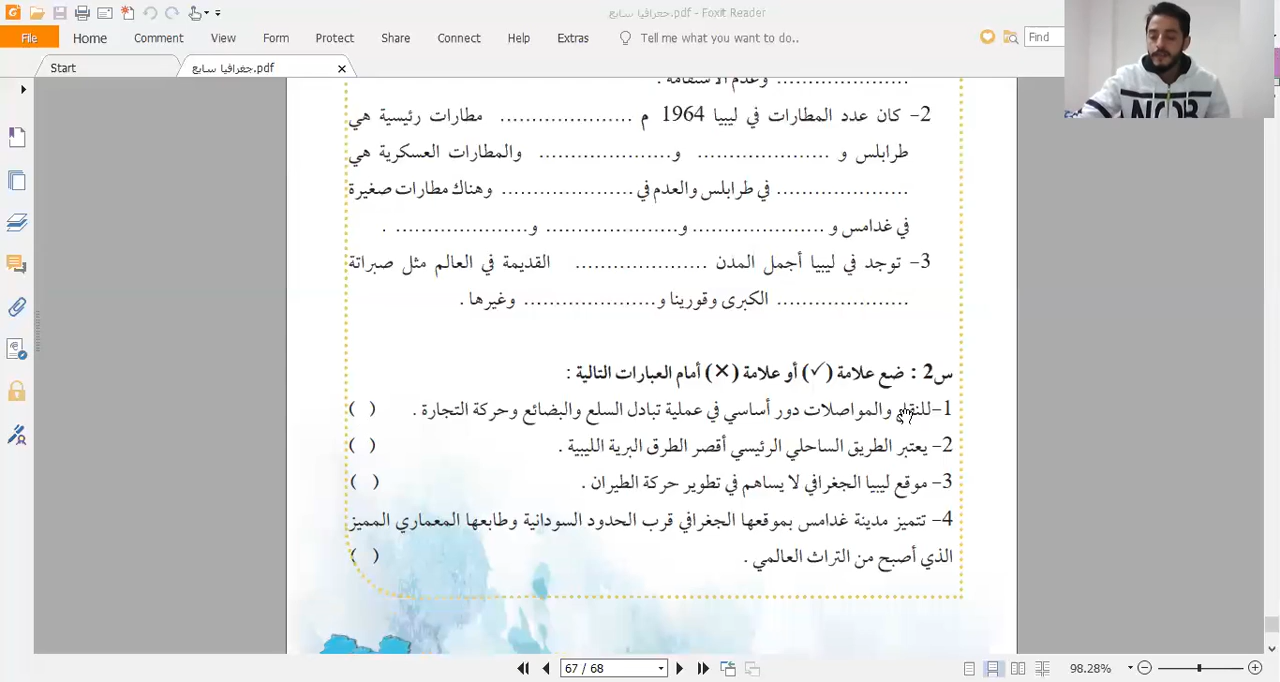 جغرافيا سابع.pdf - Foxit Reader
File Home Comment View Form Protect Share Connect Help Extras Tell me what you want to do.. Find
Start جغرافيا سابع.pdf
..................... وعدم الاستقامة .
2- كان عدد المطارات في ليبيا 1964 م ..................... مطارات رئيسية هي
طرابلس و ..................... و..................... والمطارات العسكرية هي
..................... في طرابلس والعدم في ..................... وهناك مطارات صغيرة
في غدامس و ..................... و..................... و..................... .
3- توجد في ليبيا أجمل المدن ..................... القديمة في العالم مثل صبراتة
..................... الكبرى وقورينا و..................... وغيرها .
س2 : ضع علامة (✓) أو علامة (✕) أمام العبارات التالية :
1-للنقل والمواصلات دور أساسي في عملية تبادل السلع والبضائع وحركة التجارة . ( )
2- يعتبر الطريق الساحلي الرئيسي أقصر الطرق البرية الليبية . ( )
3- موقع ليبيا الجغرافي لا يساهم في تطوير حركة الطيران . ( )
4- تتميز مدينة غدامس بموقعها الجغرافي قرب الحدود السودانية وطابعها المعماري المميز
الذي أصبح من التراث العالمي . ( )
67 / 68 98.28%